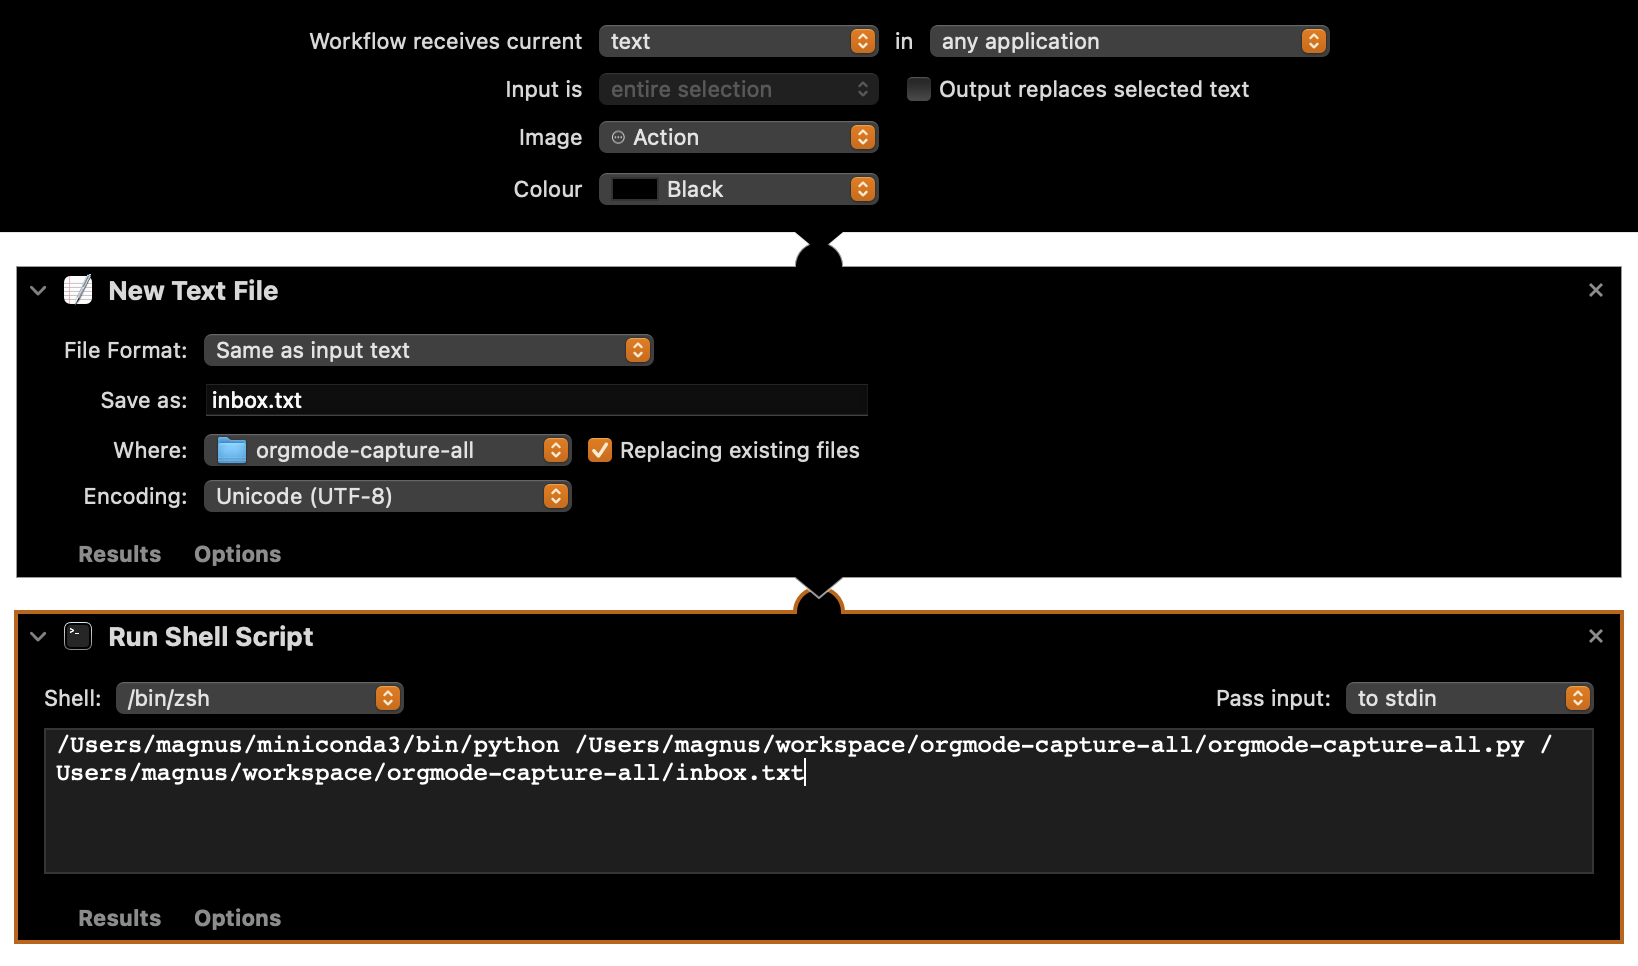 Workflow receives current text in any application
Input is entire selection Output replaces selected text
Image Action
Colour Black
New Text File
File Format: Same as input text
Save as: inbox.txt
Where: orgmode-capture-all Replacing existing files
Encoding: Unicode (UTF-8)
Results Options
Run Shell Script
Shell: /bin/zsh Pass input: to stdin
/Users/magnus/miniconda3/bin/python /Users/magnus/workspace/orgmode-capture-all/orgmode-capture-all.py /
Users/magnus/workspace/orgmode-capture-all/inbox.txt
Results Options